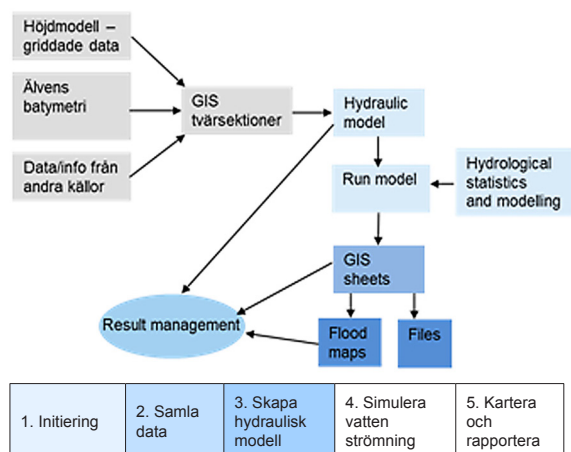 Höjdmodell –
griddade data
Älvens
batymetri
Data/info från
andra källor
GIS
tvärsektioner
Hydraulic
model
Run model
Hydrological
statistics
and modelling
GIS
sheets
Result management
Flood
maps
Files
1. Initiering
2. Samla
data
3. Skapa
hydraulisk
modell
4. Simulera
vatten
strömning
5. Kartera
och
rapportera